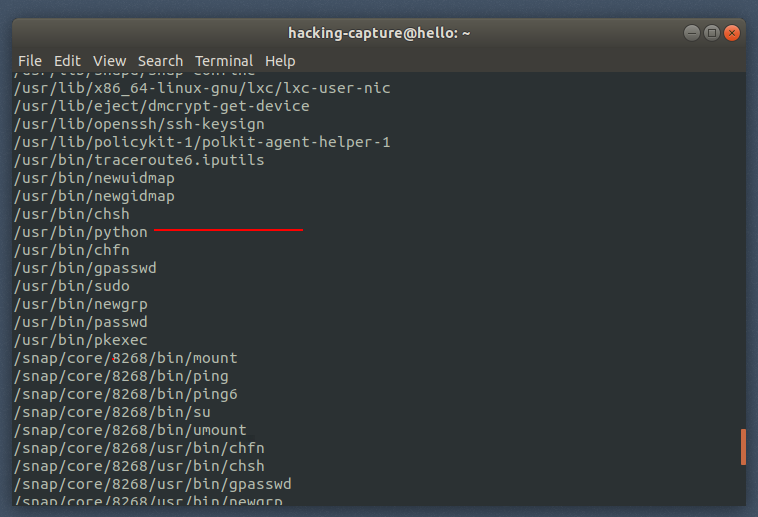 hacking-capture@hello: ~
File Edit View Search Terminal Help
/usr/lib/snapd/snap-confine
/usr/lib/x86_64-linux-gnu/lxc/lxc-user-nic
/usr/lib/eject/dmcrypt-get-device
/usr/lib/openssh/ssh-keysign
/usr/lib/policykit-1/polkit-agent-helper-1
/usr/bin/traceroute6.iputils
/usr/bin/newuidmap
/usr/bin/newgidmap
/usr/bin/chsh
/usr/bin/python
/usr/bin/chfn
/usr/bin/gpasswd
/usr/bin/sudo
/usr/bin/newgrp
/usr/bin/passwd
/usr/bin/pkexec
/snap/core/8268/bin/mount
/snap/core/8268/bin/ping
/snap/core/8268/bin/ping6
/snap/core/8268/bin/su
/snap/core/8268/bin/umount
/snap/core/8268/usr/bin/chfn
/snap/core/8268/usr/bin/chsh
/snap/core/8268/usr/bin/gpasswd
/snap/core/8268/usr/bin/newgrp